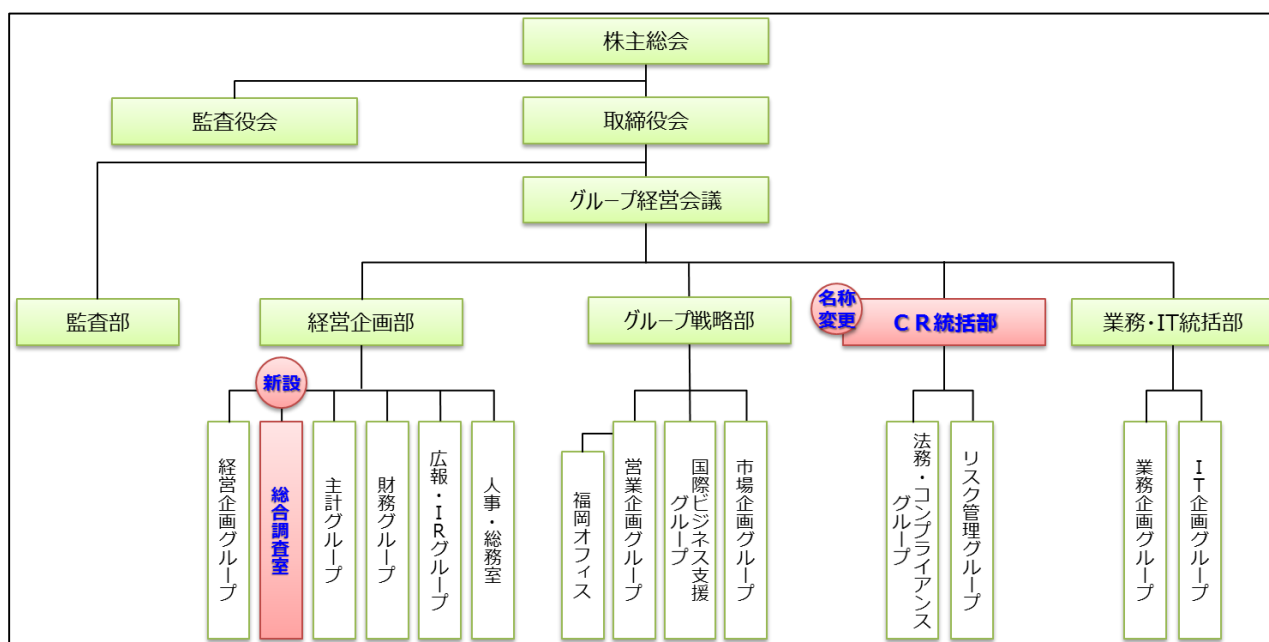 株主総会
監査役会
取締役会
グループ経営会議
監査部
経営企画部
グループ戦略部
名称
変更
CR統括部
業務・IT統括部
新設
経営企画グループ
総合調査室
主計グループ
財務グループ
広報・IRグループ
人事・総務室
福岡オフィス
営業企画グループ
国際ビジネス支援
グループ
市場企画グループ
法務・コンプライアンス
グループ
リスク管理グループ
業務企画グループ
IT企画グループ